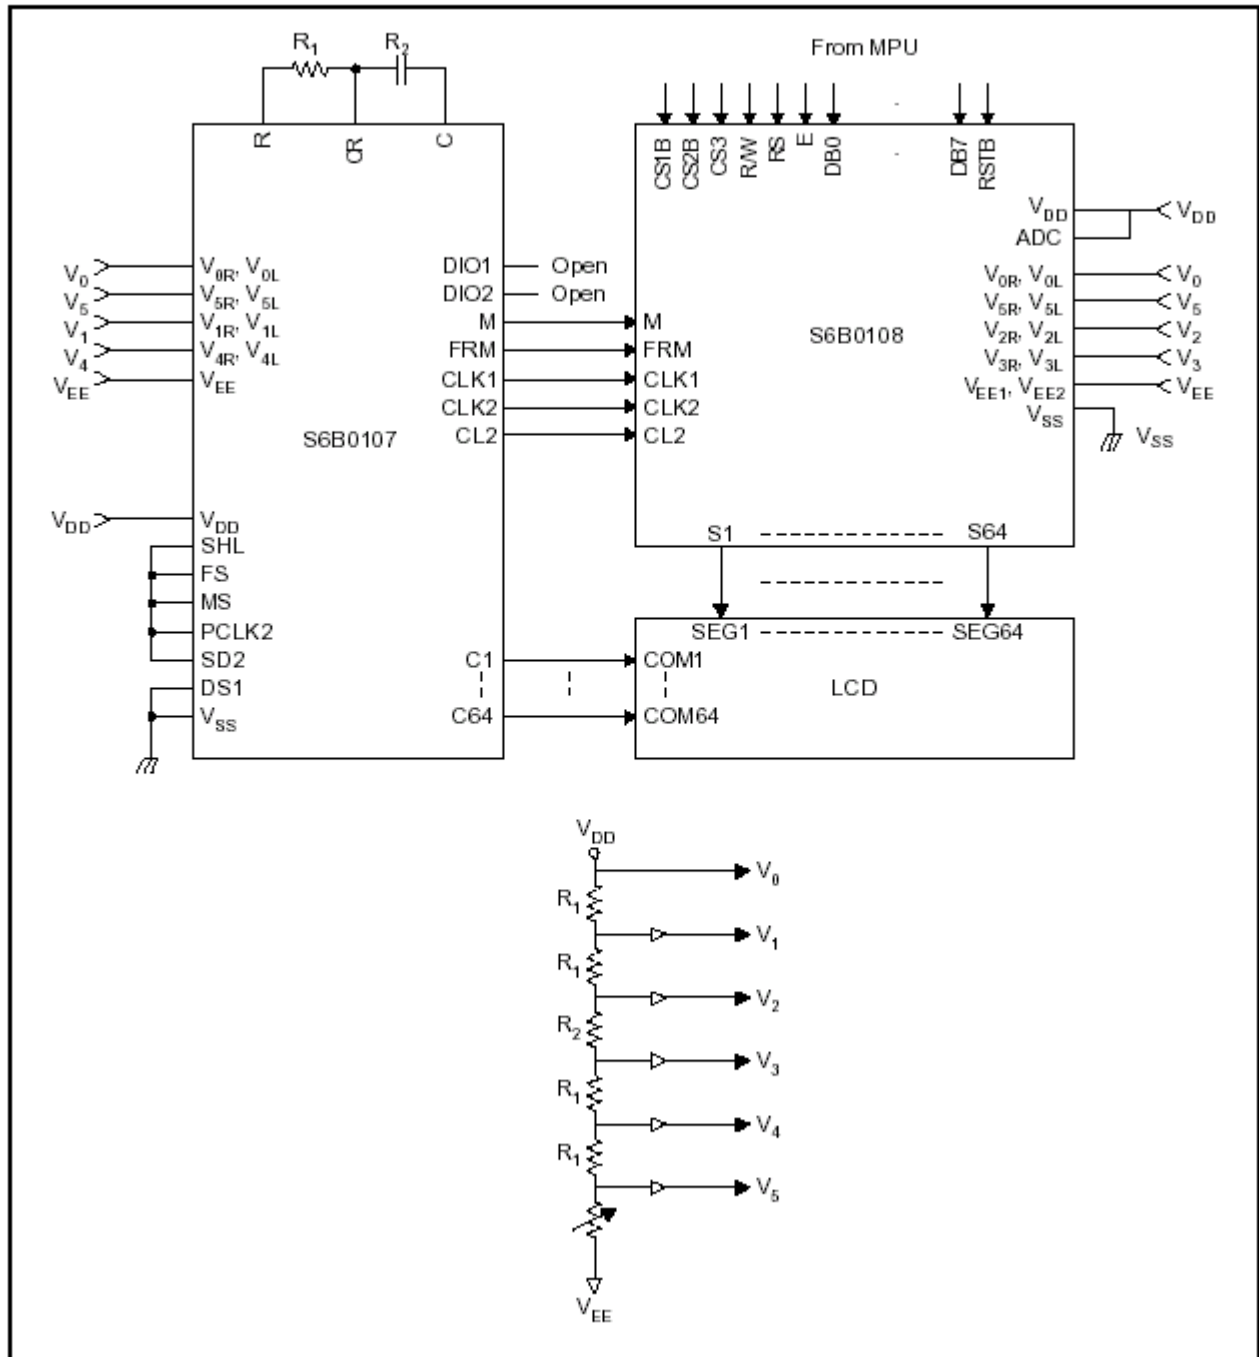 R1 R2
From MPU
R CR C
CS1B CS2B CS3 R/W RS E DB0 DB7 RSTB
VDD VDD
ADC
V0 V0R, V0L DIO1 Open V0R, V0L V0
V5 V5R, V5L DIO2 Open V5R, V5L V5
V1 V1R, V1L M M S6B0108 V2R, V2L V2
V4 V4R, V4L FRM FRM V3R, V3L V3
VEE VEE CLK1 CLK1 VEE1, VEE2 VEE
CLK2 CLK2 VSS
S6B0107 CL2 CL2 VSS
VDD VDD
S1 S64
SHL
FS
MS
PCLK2 SEG1 SEG64
SD2 C1 COM1
DS1 LCD
VSS C64 COM64
VDD
V0
R1
V1
R1
V2
R2
V3
R1
V4
R1
V5
VEE